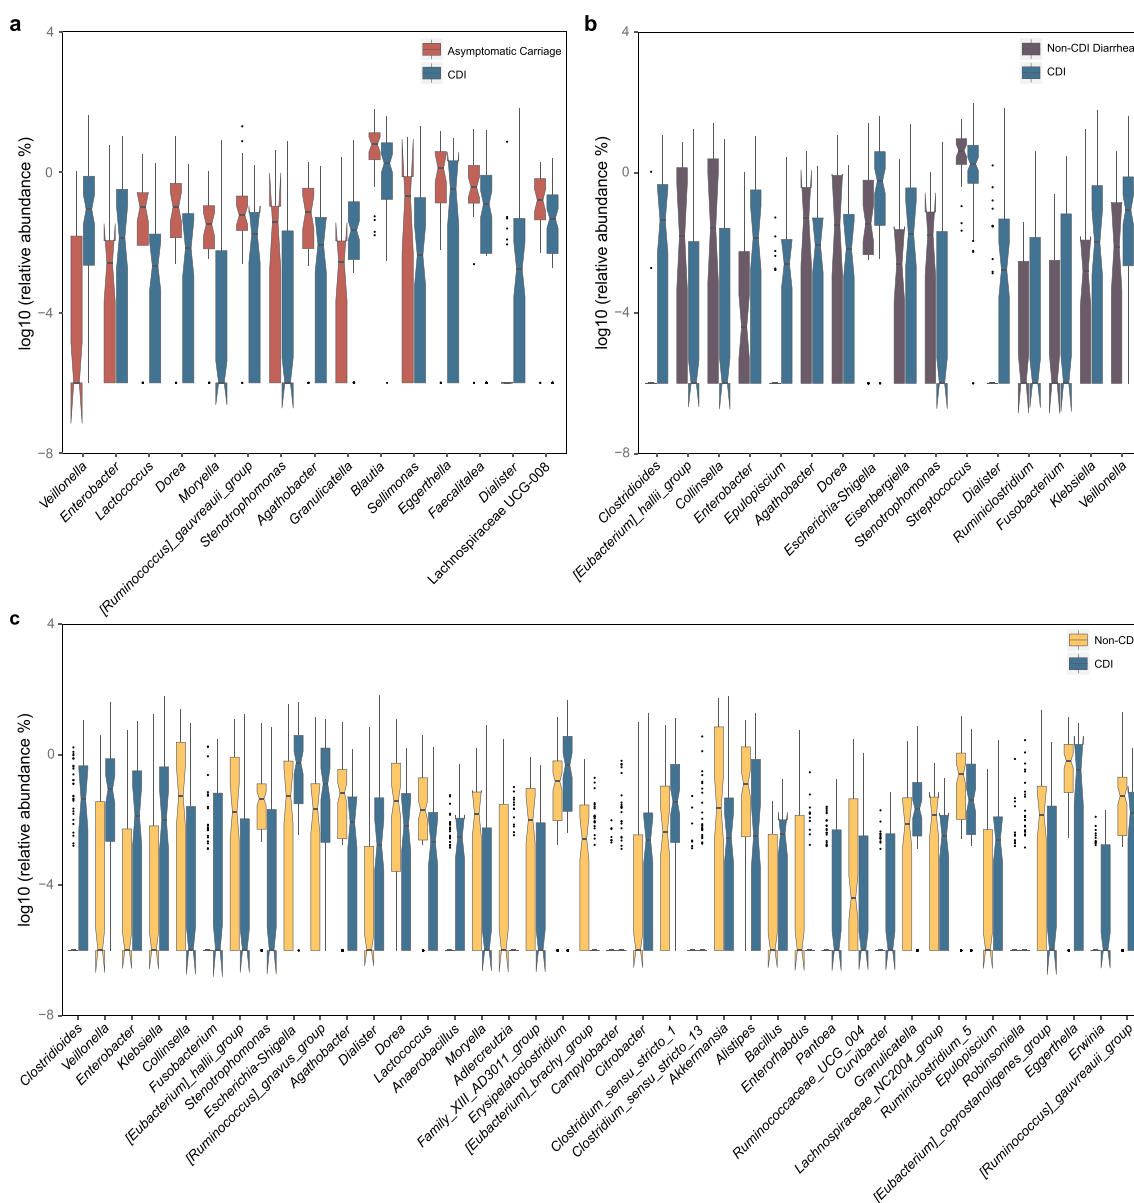 a
4
0
−4
−8
log10 (relative abundance %)
Asymptomatic Carriage
CDI
Veillonella
Enterobacter
Lactococcus
Dorea
Moryella
[Ruminococcus]_gauvreauii_group
Stenotrophomonas
Agathobacter
Granulicatella
Blautia
Sellimonas
Eggerthella
Faecalitalea
Dialister
Lachnospiraceae UCG-008
b
4
0
−4
−8
log10 (relative abundance %)
Non-CDI Diarrhea
CDI
Clostridioides
[Eubacterium]_hallii_group
Collinsella
Enterobacter
Epulopiscium
Agathobacter
Dorea
Escherichia-Shigella
Eisenbergiella
Stenotrophomonas
Streptococcus
Dialister
Ruminiclostridium
Fusobacterium
Klebsiella
Veillonella
c
4
0
−4
−8
log10 (relative abundance %)
Non-CD
CDI
Clostridioides
Veillonella
Enterobacter
Klebsiella
Collinsella
Fusobacterium
[Eubacterium]_hallii_group
Stenotrophomonas
Escherichia-Shigella
[Ruminococcus]_gnavus_group
Agathobacter
Dialister
Dorea
Lactococcus
Anaerobacillus
Moryella
Adlercreutzia
Family_XIII_AD3011_group
Erysipelatoclostridium
[Eubacterium]_brachy_group
Campylobacter
Citrobacter
Clostridium_sensu_stricto_1
Clostridium_sensu_stricto_13
Akkermansia
Alistipes
Bacillus
Enterorhabdus
Pantoea
Ruminococcaceae_UCG_004
Curvibacter
Granulicatella
Lachnospiraceae_NC2004_group
Ruminiclostridium_5
Epulopiscium
Robinsoniella
[Eubacterium]_coprostanoligenes_group
Eggerthella
Erwinia
[Ruminococcus]_gauvreauii_group